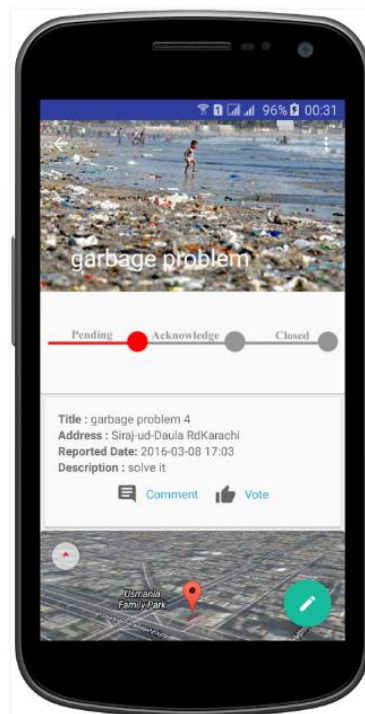 96% 00:31
garbage problem
Pending Acknowledge Closed
Title : garbage problem 4
Address : Siraj-ud-Daula RdKarachi
Reported Date: 2016-03-08 17:03
Description : solve it
Comment Vote
Usmania
Family Park